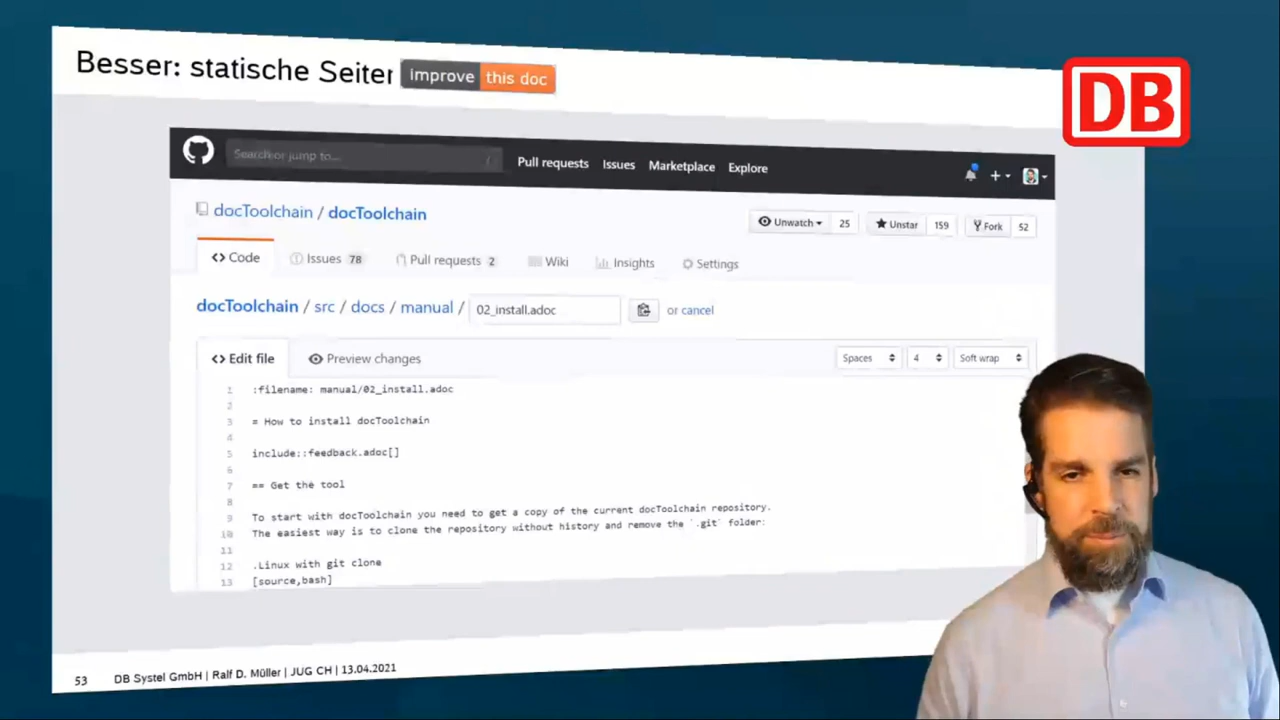 Besser: statische Seiter improve this doc
DB
Search or jump to... /
Pull requests Issues Marketplace Explore
docToolchain / docToolchain
Unwatch 25 Unstar 159 Fork 52
Code Issues 78 Pull requests 2 Wiki Insights Settings
docToolchain / src / docs / manual / 02_install.adoc or cancel
Edit file Preview changes Spaces 4 Soft wrap
1 :filename: manual/02_install.adoc
2
3 = How to install docToolchain
4
5 include::feedback.adoc[]
6
7 == Get the tool
8
9 To start with docToolchain you need to get a copy of the current docToolchain repository.
10 The easiest way is to clone the repository without history and remove the `.git` folder:
11
12 .Linux with git clone
13 [source,bash]
53 DB Systel GmbH | Ralf D. Müller | JUG CH | 13.04.2021